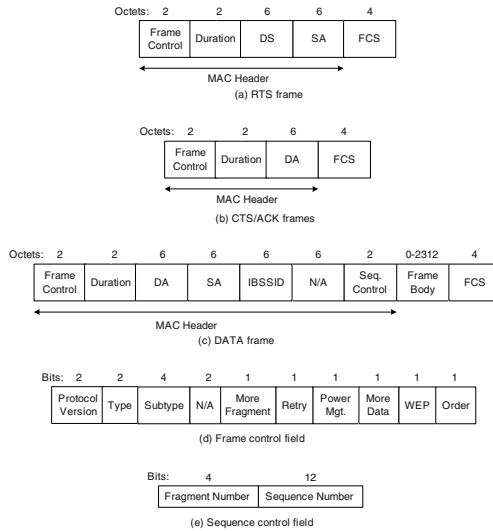 Octets: 2 2 6 6 4
Frame Control Duration DS SA FCS
MAC Header
(a) RTS frame
Octets: 2 2 6 4
Frame Control Duration DA FCS
MAC Header
(b) CTS/ACK frames
Octets: 2 2 6 6 6 6 2 0-2312 4
Frame Control Duration DA SA IBSSID N/A Seq. Control Frame Body FCS
MAC Header
(c) DATA frame
Bits: 2 2 4 2 1 1 1 1 1 1
Protocol Version Type Subtype N/A More Fragment Retry Power Mgt. More Data WEP Order
(d) Frame control field
Bits: 4 12
Fragment Number Sequence Number
(e) Sequence control field